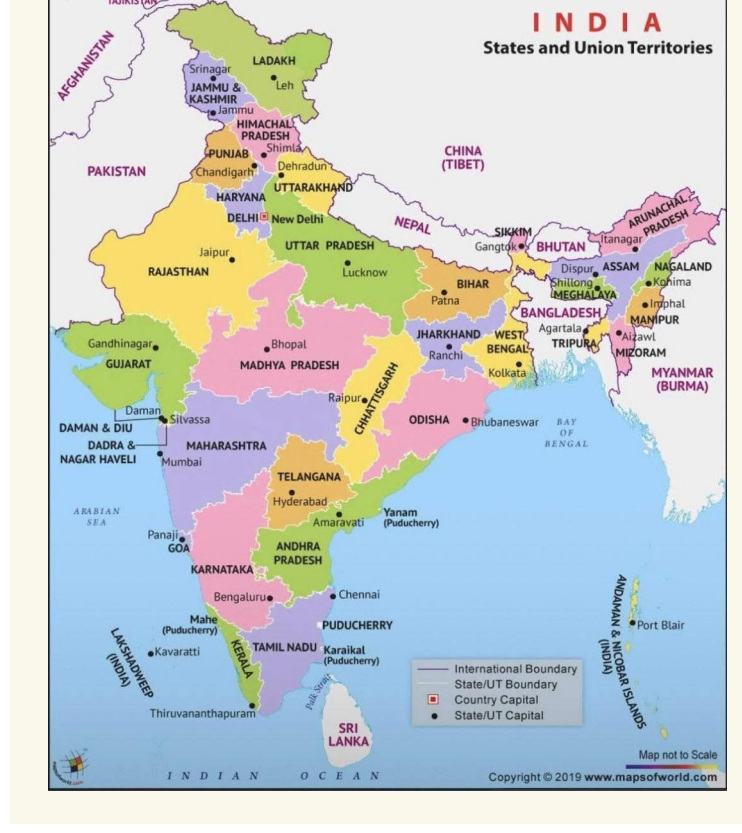 TAJIKISTAN
INDIA
States and Union Territories
AFGHANISTAN
LADAKH
Srinagar
Leh
JAMMU &
KASHMIR
Jammu
HIMACHAL
PRADESH
Shimla
PUNJAB
Chandigarh
Dehradun
UTTARAKHAND
CHINA
(TIBET)
PAKISTAN
HARYANA
DELHI
New Delhi
NEPAL
SIKKIM
Gangtok
BHUTAN
ARUNACHAL
PRADESH
Itanagar
UTTAR PRADESH
Lucknow
Jaipur
RAJASTHAN
BIHAR
Patna
Dispur
ASSAM
NAGALAND
Shillong
Kohima
MEGHALAYA
Imphal
MANIPUR
BANGLADESH
Agartala
TRIPURA
Aizawl
MIZORAM
MYANMAR
(BURMA)
Gandhinagar
GUJARAT
Bhopal
MADHYA PRADESH
JHARKHAND
Ranchi
WEST
BENGAL
Kolkata
Raipur
CHHATTISGARH
Daman
Silvassa
DAMAN & DIU
DADRA &
NAGAR HAVELI
MAHARASHTRA
Mumbai
ODISHA
Bhubaneswar
BAY
OF
BENGAL
TELANGANA
Hyderabad
ARABIAN
SEA
Yanam
(Puducherry)
Amaravati
Panaji
GOA
ANDHRA
PRADESH
KARNATAKA
Bengaluru
Chennai
Mahe
(Puducherry)
PUDUCHERRY
TAMIL NADU
Karaikal
(Puducherry)
KERALA
LAKSHADWEEP
(INDIA)
Kavaratti
Thiruvananthapuram
Palk Strait
SRI
LANKA
ANDAMAN & NICOBAR ISLANDS
(INDIA)
Port Blair
International Boundary
State/UT Boundary
Country Capital
State/UT Capital
INDIAN OCEAN
Map not to Scale
Copyright © 2019 www.mapsofworld.com